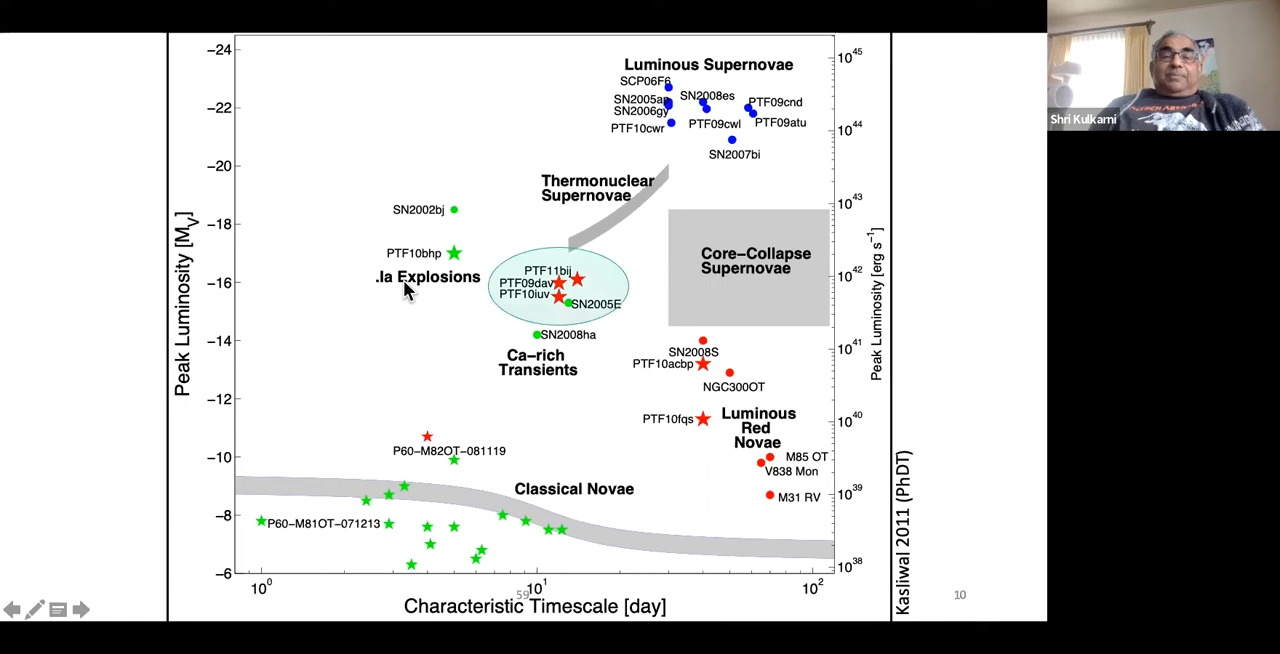 Luminous Supernovae
SCP06F6
SN2005ap
SN2008es
SN2006gy
PTF09cnd
PTF10cwr
PTF09cwl
PTF09atu
SN2007bi
Thermonuclear
Supernovae
SN2002bj
PTF10bhp
.Ia Explosions
PTF11bij
PTF09dav
PTF10iuv
SN2005E
Core–Collapse
Supernovae
SN2008ha
Ca–rich
Transients
SN2008S
PTF10acbp
NGC300OT
PTF10fqs
Luminous
Red
Novae
P60–M82OT–081119
M85 OT
V838 Mon
M31 RV
Classical Novae
P60–M81OT–071213
−24
−22
−20
−18
−16
−14
−12
−10
−8
−6
Peak Luminosity [M_V]
10^45
10^44
10^43
10^42
10^41
10^40
10^39
10^38
Peak Luminosity [erg s^−1]
10^0
10^1
10^2
Characteristic Timescale [day]
59
10
Kasliwal 2011 (PhDT)
Shri Kulkarni